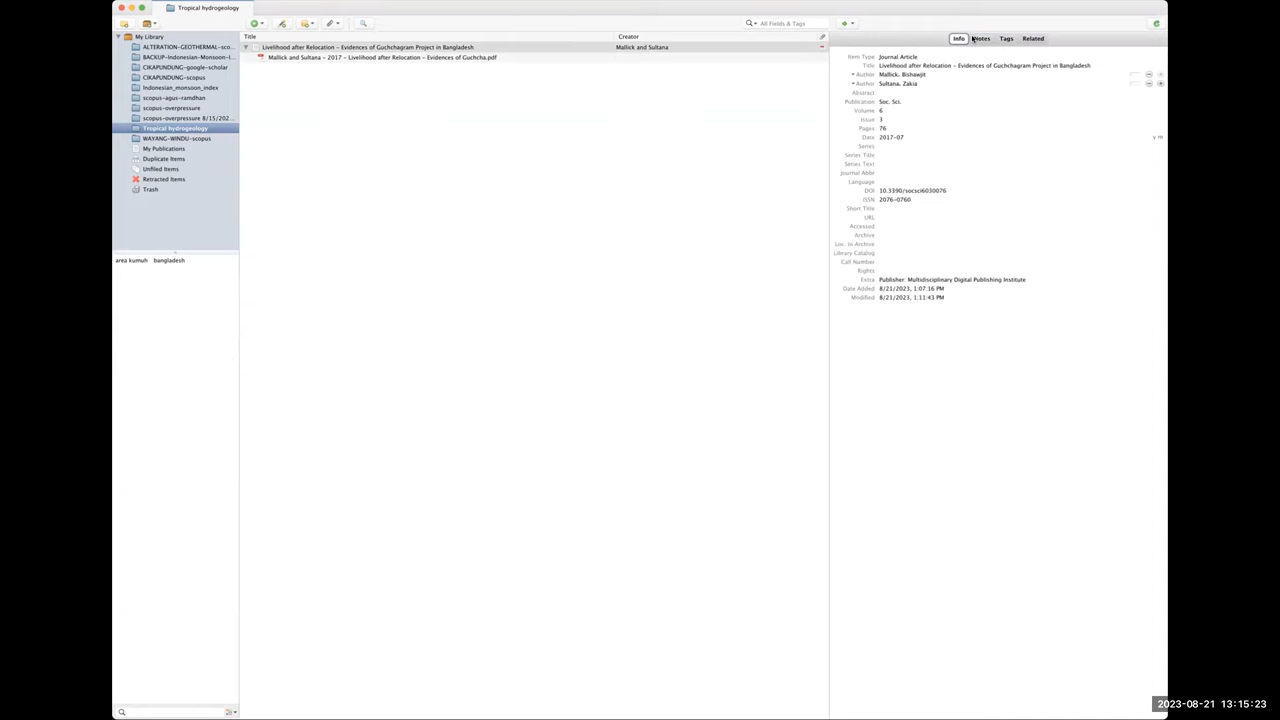 Tropical hydrogeology
All Fields & Tags
My Library
ALTERATION-GEOTHERMAL-sco...
BACKUP-Indonesian-Monsoon-I...
CIKAPUNDUNG-google-scholar
CIKAPUNDUNG-scopus
Indonesian_monsoon_index
scopus-agus-ramdhan
scopus-overpressure
scopus-overpressure 8/15/202...
Tropical hydrogeology
WAYANG-WINDU-scopus
My Publications
Duplicate Items
Unfiled Items
Retracted Items
Trash
area kumuh bangladesh
Title Creator
Livelihood after Relocation – Evidences of Guchchagram Project in Bangladesh Mallick and Sultana
Mallick and Sultana - 2017 - Livelihood after Relocation - Evidences of Guchcha.pdf
Info Notes Tags Related
Item Type Journal Article
Title Livelihood after Relocation – Evidences of Guchchagram Project in Bangladesh
Author Mallick, Bishawjit
Author Sultana, Zakia
Abstract
Publication Soc. Sci.
Volume 6
Issue 3
Pages 76
Date 2017-07 y m
Series
Series Title
Series Text
Journal Abbr
Language
DOI 10.3390/socsci6030076
ISSN 2076-0760
Short Title
URL
Accessed
Archive
Loc. in Archive
Library Catalog
Call Number
Rights
Extra Publisher: Multidisciplinary Digital Publishing Institute
Date Added 8/21/2023, 1:07:16 PM
Modified 8/21/2023, 1:11:43 PM
2023-08-21 13:15:23